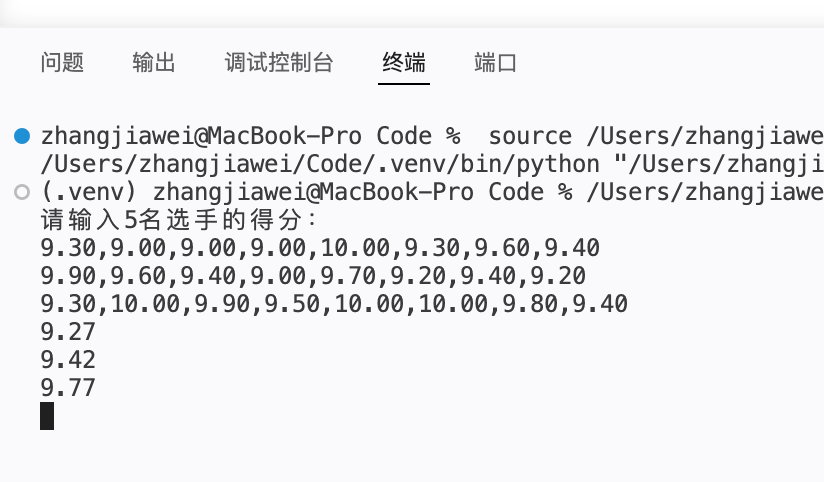 问题 输出 调试控制台 终端 端口
zhangjiawei@MacBook-Pro Code %  source /Users/zhangjiawe
/Users/zhangjiawei/Code/.venv/bin/python "/Users/zhangji
(.venv) zhangjiawei@MacBook-Pro Code % /Users/zhangjiawe
请输入5名选手的得分：
9.30,9.00,9.00,9.00,10.00,9.30,9.60,9.40
9.90,9.60,9.40,9.00,9.70,9.20,9.40,9.20
9.30,10.00,9.90,9.50,10.00,10.00,9.80,9.40
9.27
9.42
9.77